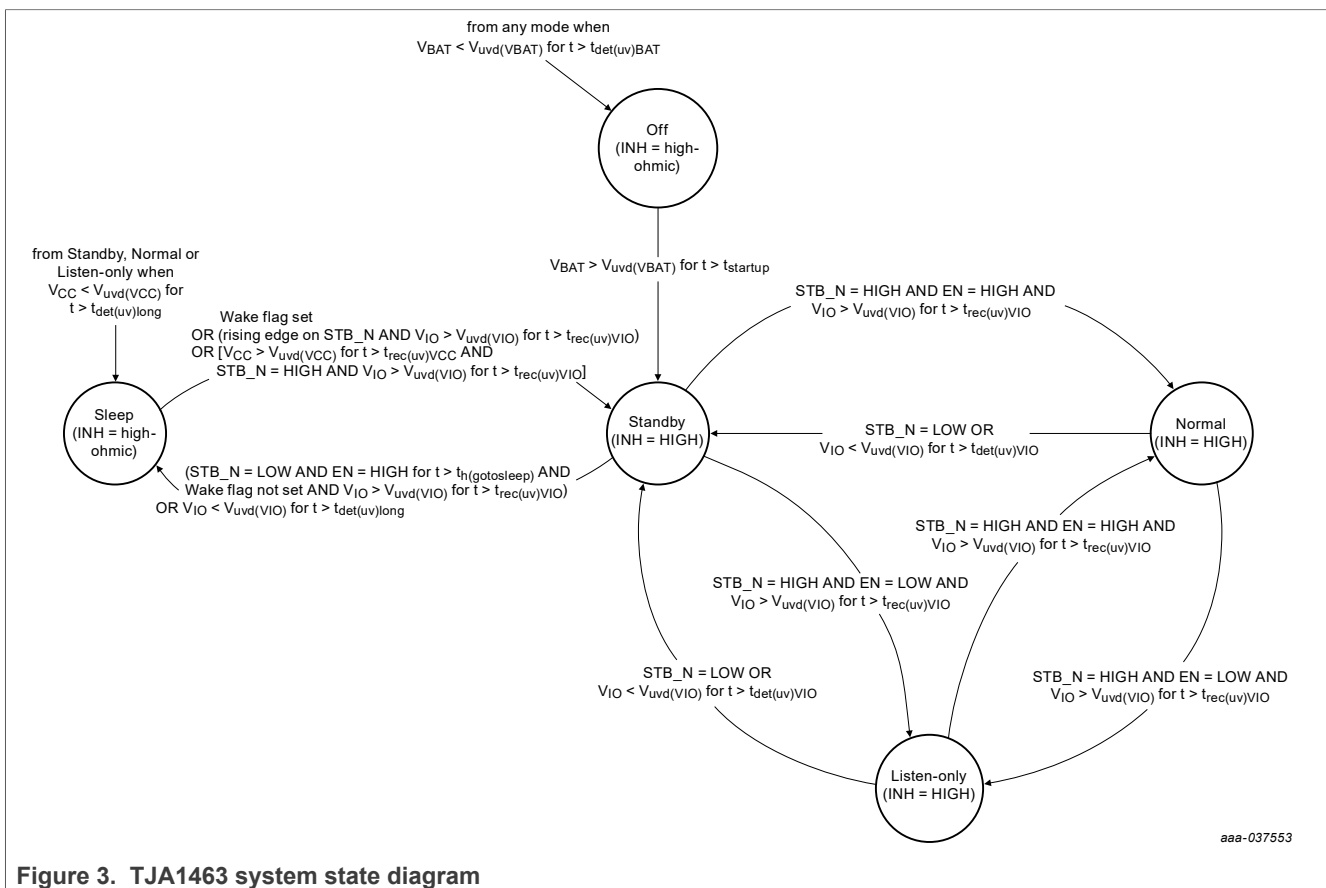 from any mode when
VBAT < Vuvd(VBAT) for t > tdet(uv)BAT
Off
(INH = high-
ohmic)
VBAT > Vuvd(VBAT) for t > tstartup
from Standby, Normal or
Listen-only when
VCC < Vuvd(VCC) for
t > tdet(uv)long
Wake flag set
OR (rising edge on STB_N AND VIO > Vuvd(VIO) for t > trec(uv)VIO)
OR [VCC > Vuvd(VCC) for t > trec(uv)VCC AND
STB_N = HIGH AND VIO > Vuvd(VIO) for t > trec(uv)VIO]
STB_N = HIGH AND EN = HIGH AND
VIO > Vuvd(VIO) for t > trec(uv)VIO
Sleep
(INH = high-
ohmic)
Standby
(INH = HIGH)
STB_N = LOW OR
VIO < Vuvd(VIO) for t > tdet(uv)VIO
Normal
(INH = HIGH)
(STB_N = LOW AND EN = HIGH for t > th(gotosleep) AND
Wake flag not set AND VIO > Vuvd(VIO) for t > trec(uv)VIO)
OR VIO < Vuvd(VIO) for t > tdet(uv)long
STB_N = HIGH AND EN = HIGH AND
VIO > Vuvd(VIO) for t > trec(uv)VIO
STB_N = HIGH AND EN = LOW AND
VIO > Vuvd(VIO) for t > trec(uv)VIO
STB_N = LOW OR
VIO < Vuvd(VIO) for t > tdet(uv)VIO
STB_N = HIGH AND EN = LOW AND
VIO > Vuvd(VIO) for t > trec(uv)VIO
Listen-only
(INH = HIGH)
aaa-037553
Figure 3. TJA1463 system state diagram